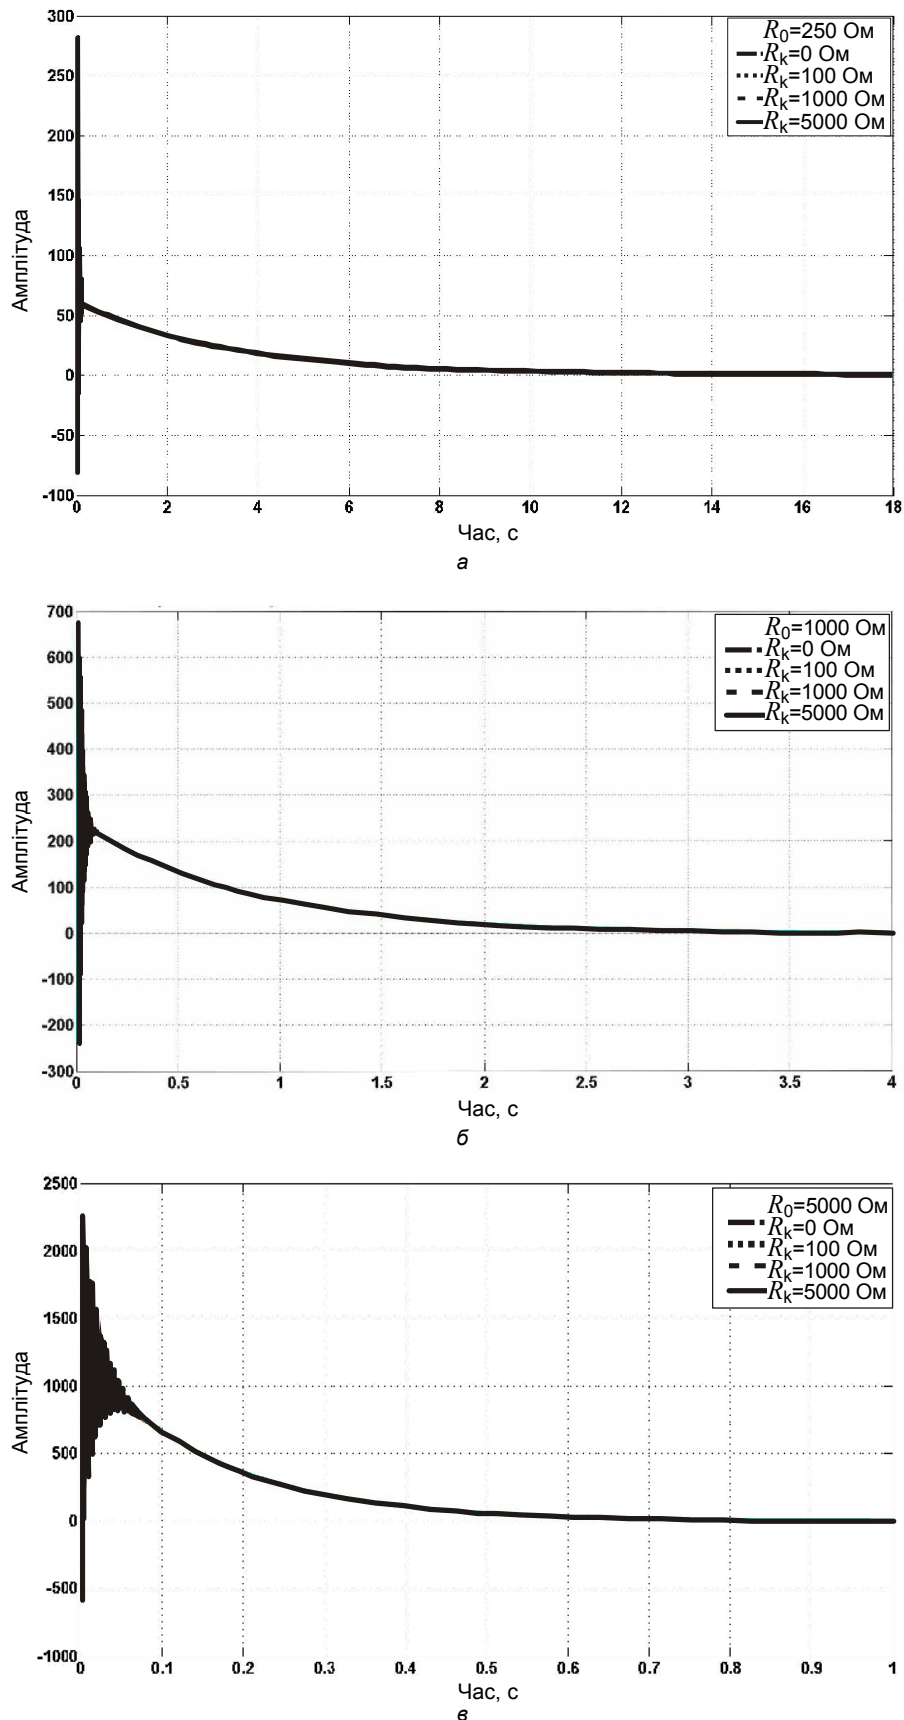 300
250
200
150
100
50
0
-50
-100
Амплітуда
R0=250 Ом
Rk=0 Ом
Rk=100 Ом
Rk=1000 Ом
Rk=5000 Ом
0 2 4 6 8 10 12 14 16 18
Час, с
а
700
600
500
400
300
200
100
0
-100
-200
-300
Амплітуда
R0=1000 Ом
Rk=0 Ом
Rk=100 Ом
Rk=1000 Ом
Rk=5000 Ом
0 0.5 1 1.5 2 2.5 3 3.5 4
Час, с
б
2500
2000
1500
1000
500
0
-500
-1000
Амплітуда
R0=5000 Ом
Rk=0 Ом
Rk=100 Ом
Rk=1000 Ом
Rk=5000 Ом
0 0.1 0.2 0.3 0.4 0.5 0.6 0.7 0.8 0.9 1
Час, с
в